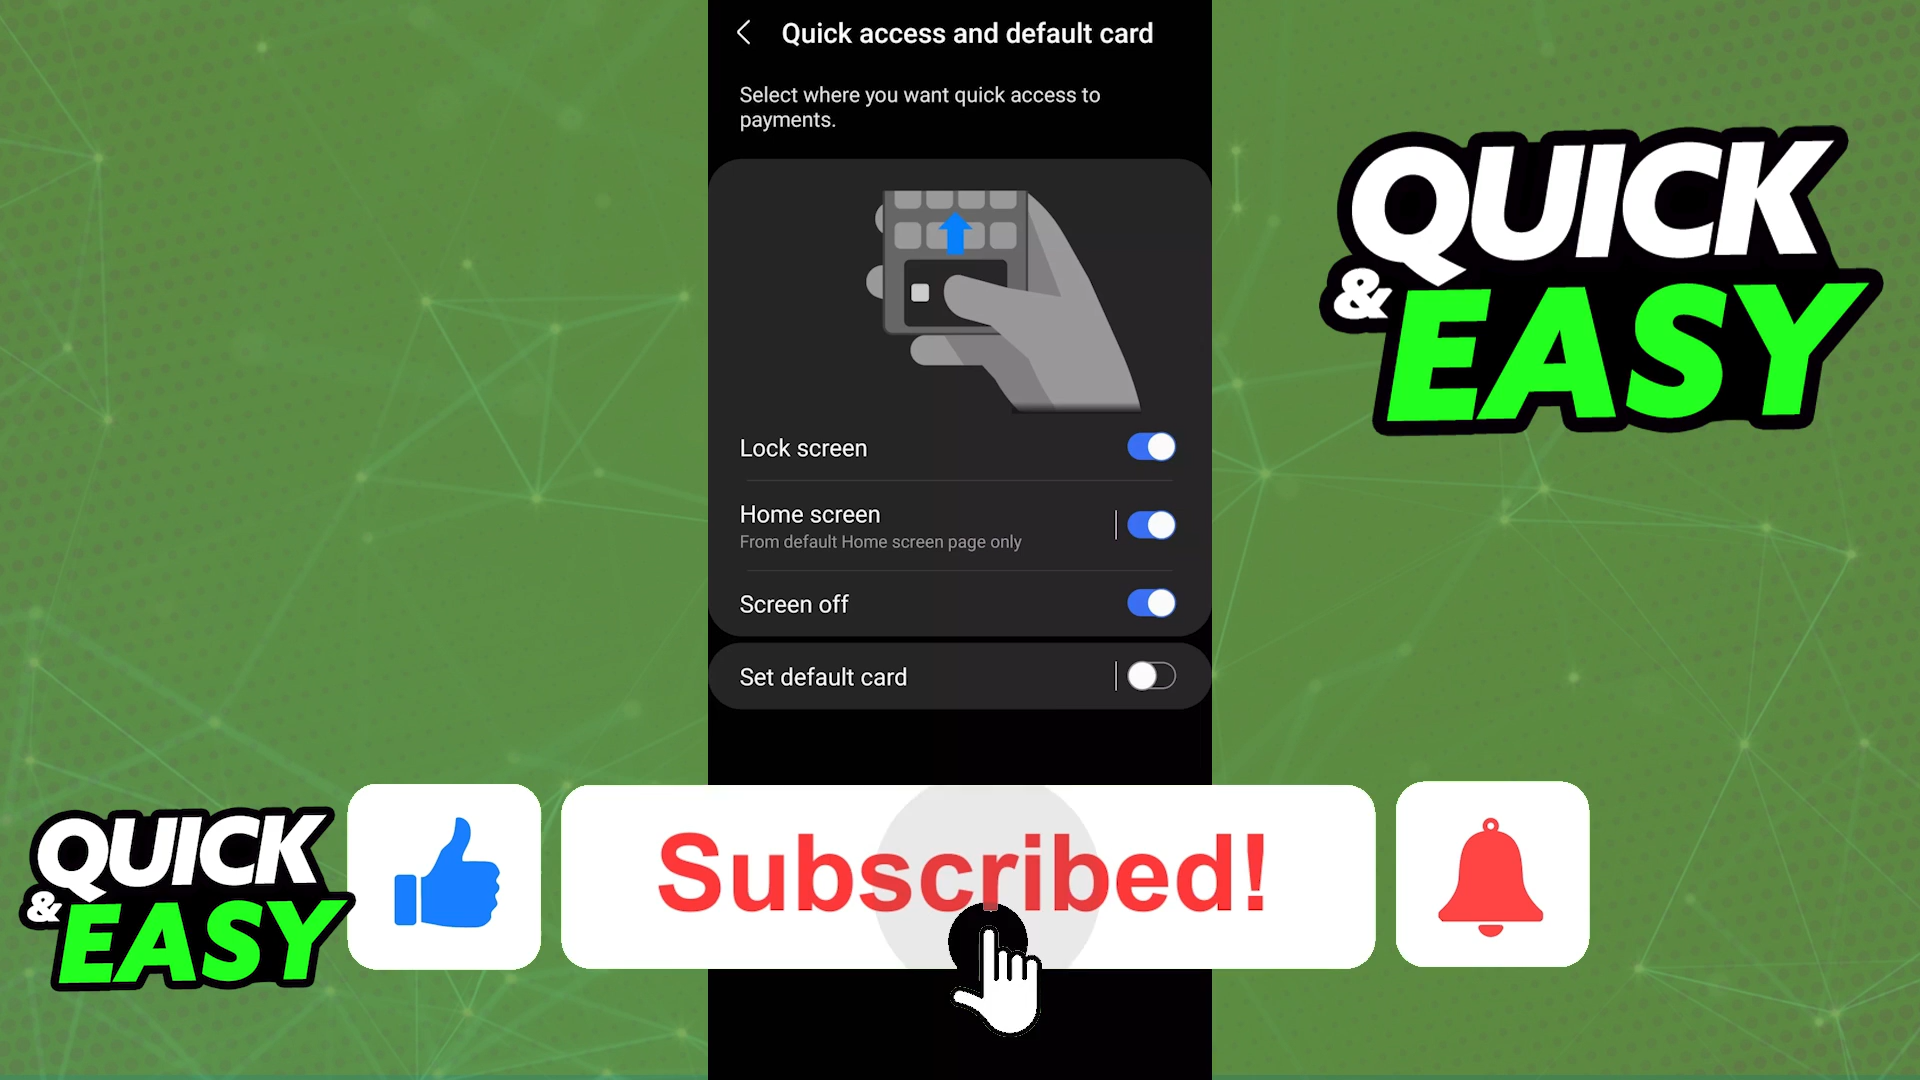 Quick access and default card
Select where you want quick access to
payments.
QUICK
& EASY
Lock screen
Home screen
From default Home screen page only
Screen off
Set default card
QUICK
& EASY
Subscribed!